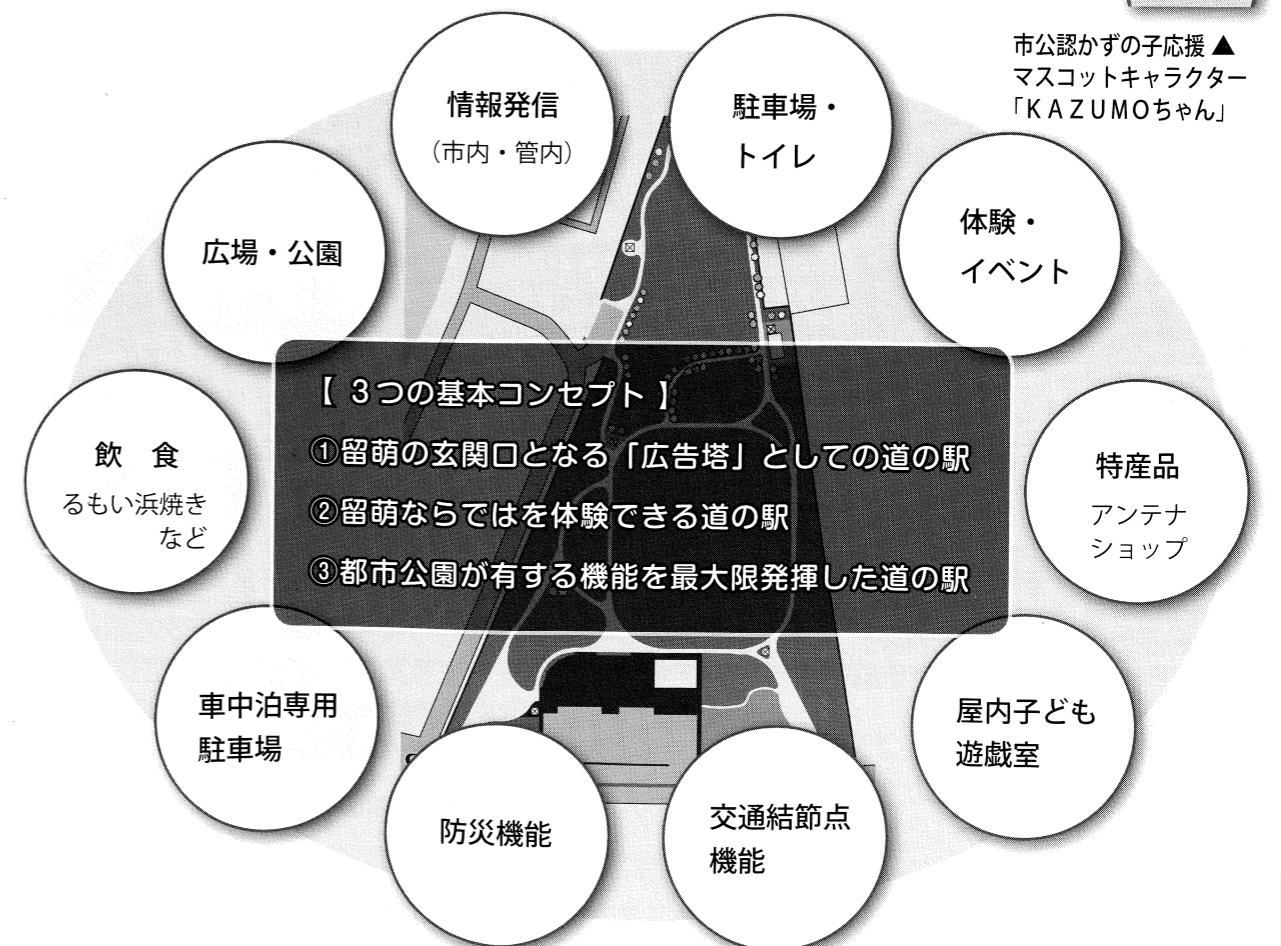 市公認かずの子応援▲
マスコットキャラクター
「KAZUMOちゃん」
情報発信
（市内・管内）
駐車場・
トイレ
広場・公園
体験・
イベント
【 3つの基本コンセプト 】
①留萌の玄関口となる「広告塔」としての道の駅
②留萌ならではを体験できる道の駅
③都市公園が有する機能を最大限発揮した道の駅
飲　食
るもい浜焼き
など
特産品
アンテナ
ショップ
車中泊専用
駐車場
屋内子ども
遊戯室
防災機能
交通結節点
機能